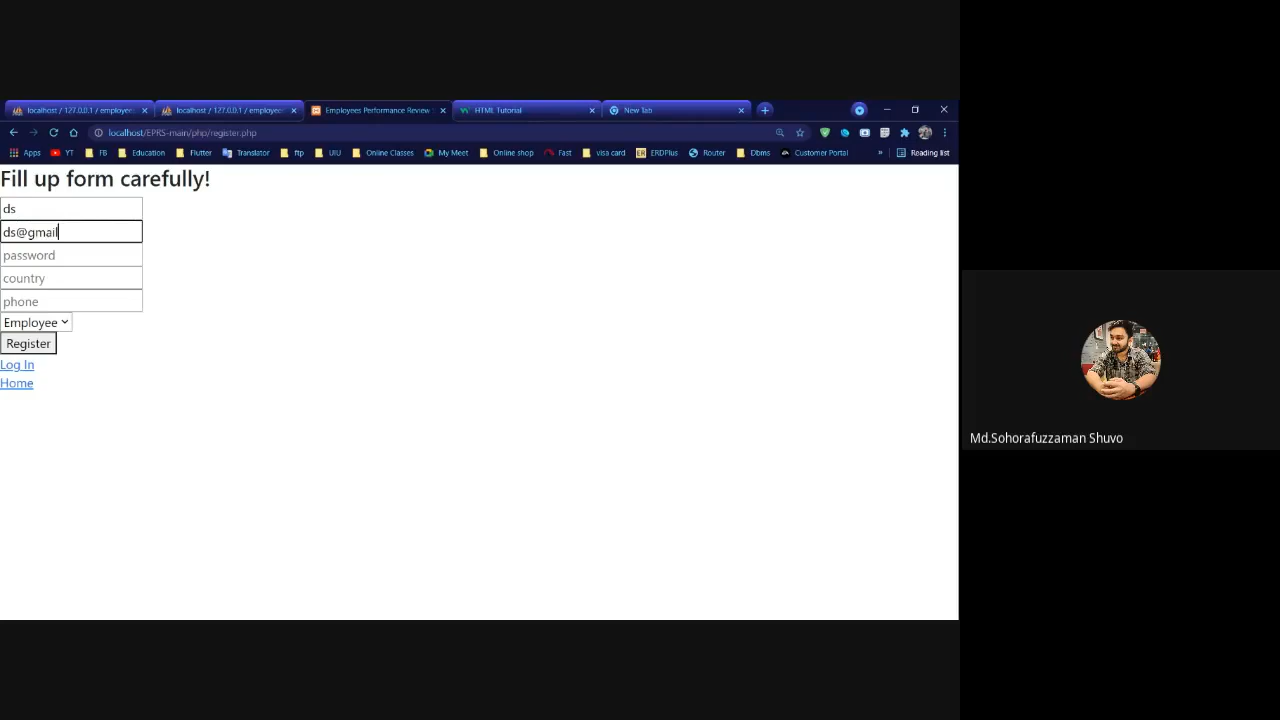 localhost / 127.0.0.1 / employee
localhost / 127.0.0.1 / employee
Employees Performance Review
HTML Tutorial
New Tab
localhost/EPRS-main/php/register.php
Apps YT FB Education Flutter Translator ftp UIU Online Classes My Meet Online shop Fast visa card ERDPlus Router Dbms Customer Portal » Reading list
Fill up form carefully!
ds
ds@gmail
password
country
phone
Employee
Register
Log In
Home
Md.Sohorafuzzaman Shuvo